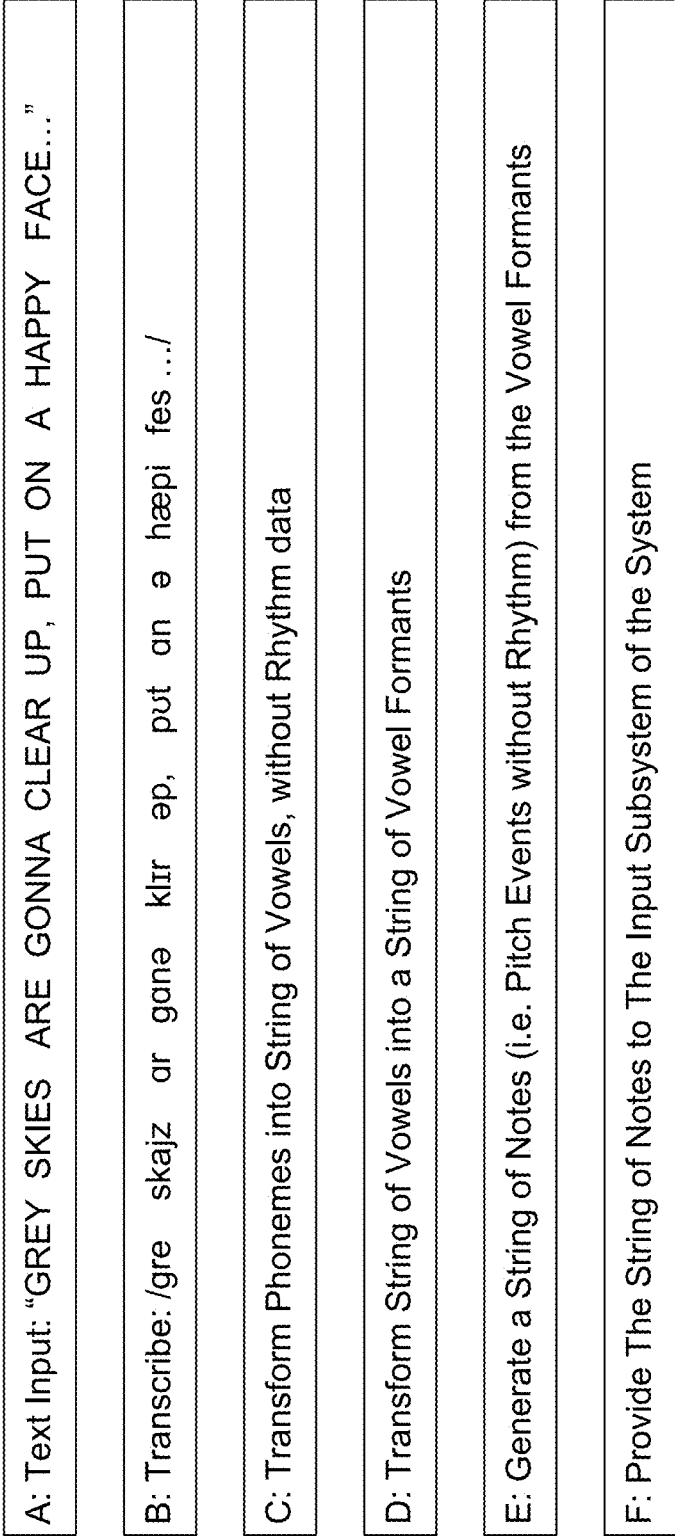 A: Text Input: “GREY SKIES ARE GONNA CLEAR UP, PUT ON A HAPPY FACE...”
B: Transcribe: /gre skajz ɑr gɑnə klɪr əp, pʊt ɑn ə hæpi fes .../
C: Transform Phonemes into String of Vowels, without Rhythm data
D: Transform String of Vowels into a String of Vowel Formants
E: Generate a String of Notes (i.e. Pitch Events without Rhythm) from the Vowel Formants
F: Provide The String of Notes to The Input Subsystem of the System